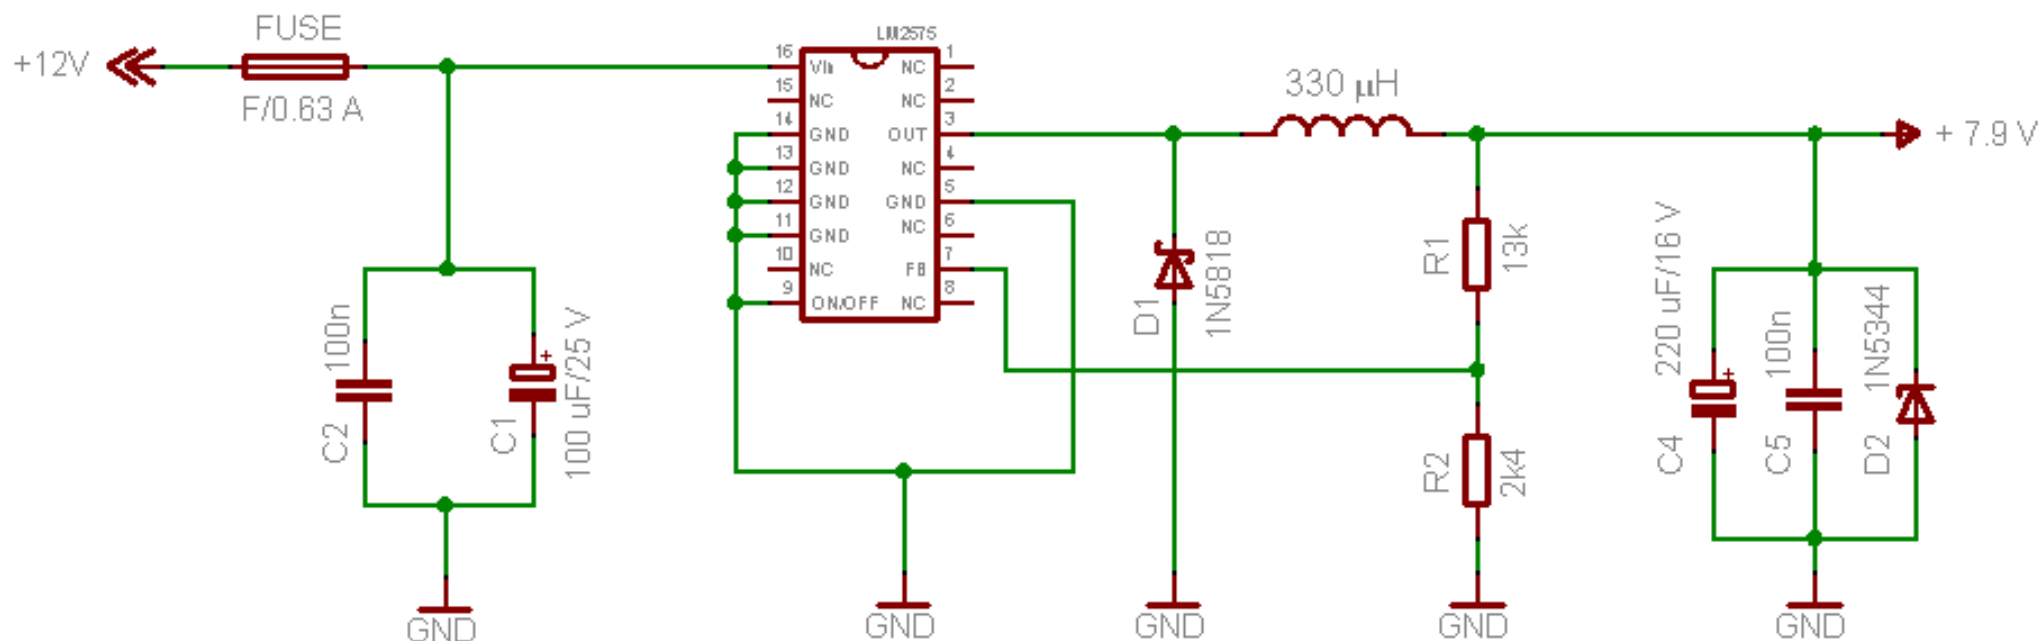 FUSE
+12V
F/0.63 A
LM2575
16 VIn NC 1
15 NC NC 2
14 GND OUT 3
13 GND NC 4
12 GND GND 5
11 GND NC 6
10 NC FB 7
9 ON/OFF NC 8
330 µH
+ 7.9 V
100n
C2
+
C1
100 uF/25 V
D1
1N5818
R1
13k
R2
2k4
220 uF/16 V
+
C4
100n
C5
1N5344
D2
GND
GND
GND
GND
GND